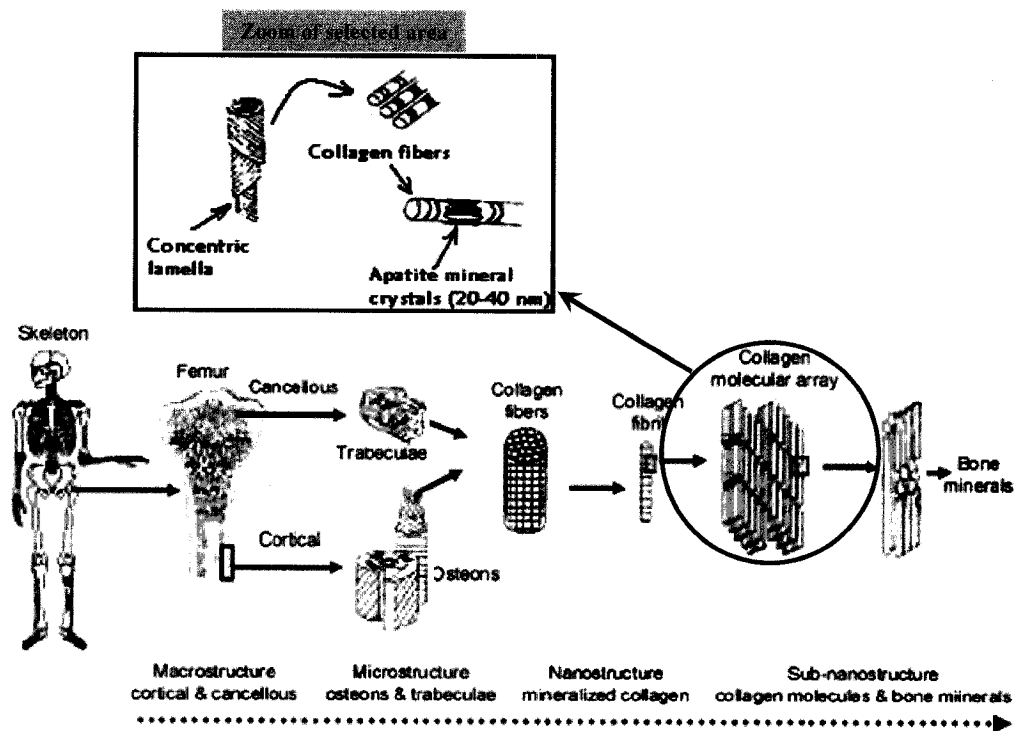 Zoom of selected area
Collagen fibers
Concentric
lamella
Apatite mineral
crystals (20-40 nm)
Skeleton
Femur
Cancellous
Trabeculae
Cortical
Osteons
Collagen
fibers
Collagen
fibril
Collagen
molecular array
Bone
minerals
Macrostructure
cortical & cancellous
Microstructure
osteons & trabeculae
Nanostructure
mineralized collagen
Sub-nanostructure
collagen molecules & bone miinerals